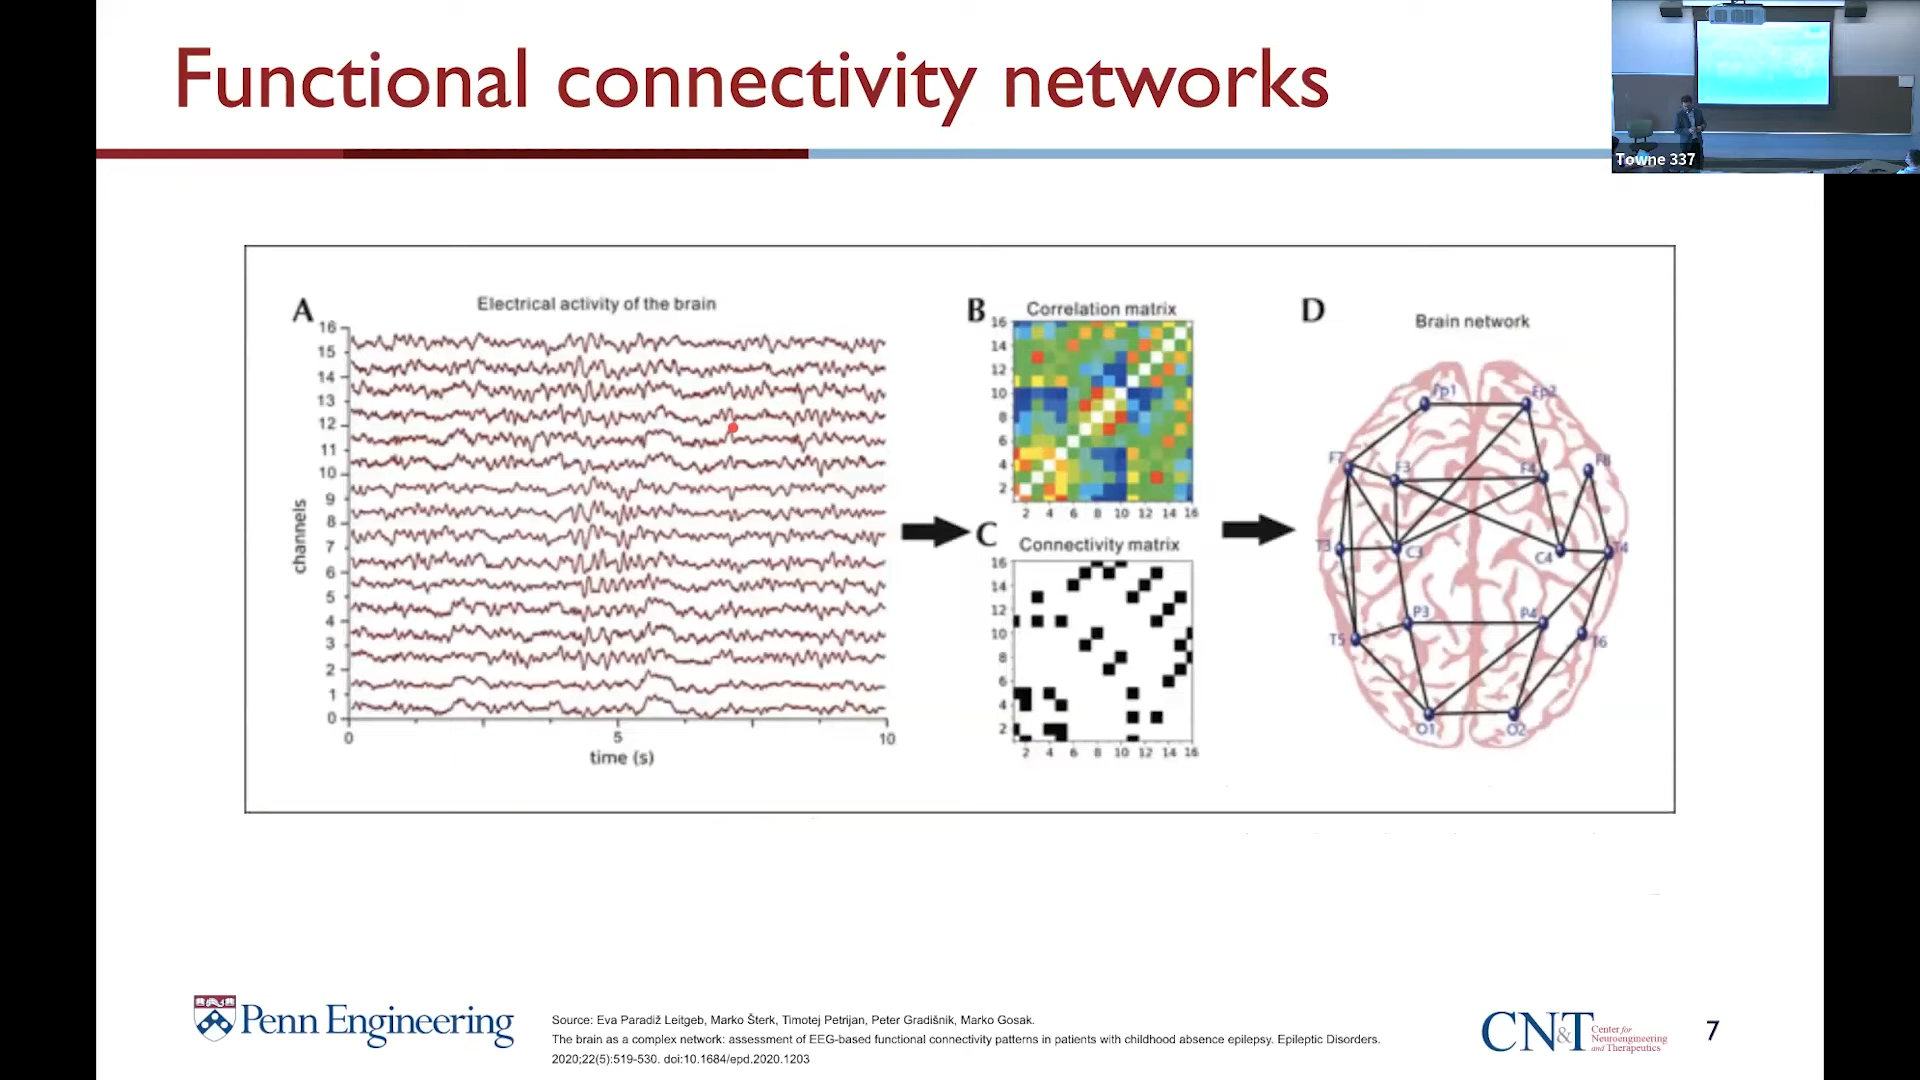 Functional connectivity networks
Towne 337
A
Electrical activity of the brain
channels
16
15
14
13
12
11
10
9
8
7
6
5
4
3
2
1
0
0
5
10
time (s)
B
Correlation matrix
16
14
12
10
8
6
4
2
2 4 6 8 10 12 14 16
C
Connectivity matrix
16
14
12
10
8
6
4
2
2 4 6 8 10 12 14 16
D
Brain network
Fp1
Fp2
F7
F3
F4
F8
T3
C3
C4
T4
T5
P3
P4
T6
O1
O2
Penn Engineering
Source: Eva Paradiž Leitgeb, Marko Šterk, Timotej Petrijan, Peter Gradišnik, Marko Gosak.
The brain as a complex network: assessment of EEG-based functional connectivity patterns in patients with childhood absence epilepsy. Epileptic Disorders.
2020;22(5):519-530. doi:10.1684/epd.2020.1203
CN&T
Center for
Neuroengineering
and Therapeutics
7